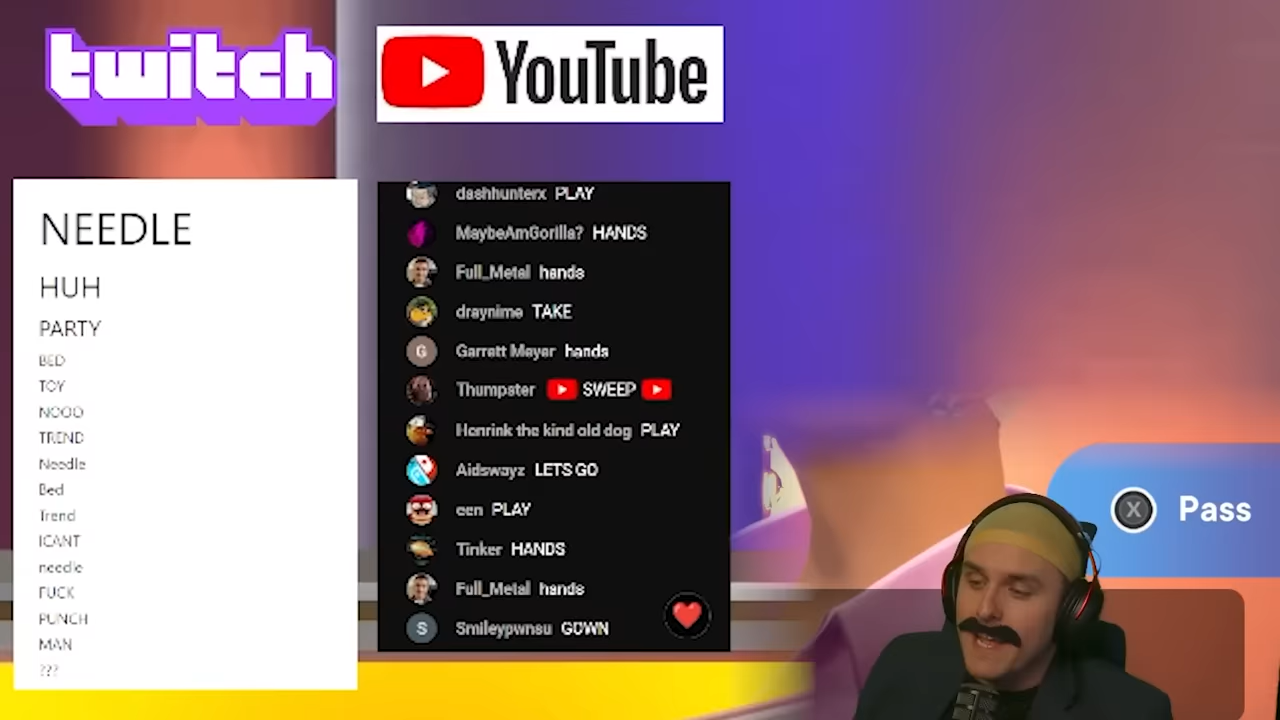 twitch
YouTube
NEEDLE
HUH
PARTY
BED
TOY
NOOO
TREND
Needle
Bed
Trend
ICANT
needle
FUCK
PUNCH
MAN
???
dashhunterx PLAY
MaybeAmGorilla? HANDS
Full_Metal hands
draynime TAKE
G Garrett Meyer hands
Thumpster SWEEP
Henrink the kind old dog PLAY
Aidswayz LETS GO
een PLAY
Tinker HANDS
Full_Metal hands
S Smileypwnsu GOWN
X Pass